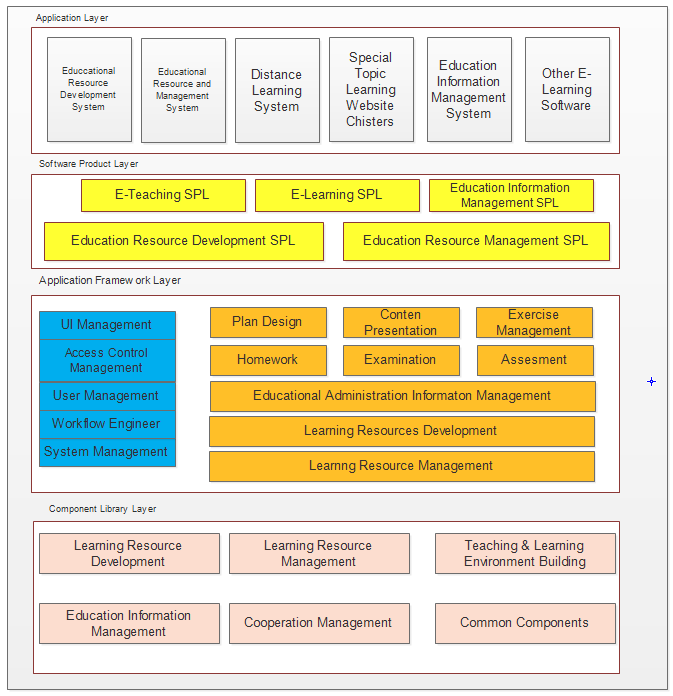 Application Layer
Eeducational
Resource
Development
System
Educational
Resource and
Management
System
Distance
Learning
System
Special
Topic
Learning
Website
Chisters
Education
Information
Management
System
Other E-
Learning
Software
Software Product Layer
E-Teaching SPL
E-Learning SPL
Education Information
Management SPL
Education Resource Development SPL
Education Resource Management SPL
Application Framework Layer
UI Management
Access Control
Management
User Management
Workflow Engineer
System Management
Plan Design
Conten
Presentation
Exercise
Management
Homework
Examination
Assesment
Educational Administration Informaton Management
Learning Resources Development
Learnng Resource Management
Component Library Layer
Learning Resource
Development
Learning Resource
Management
Teaching & Learning
Environment Building
Education Information
Management
Cooperation Management
Common Components